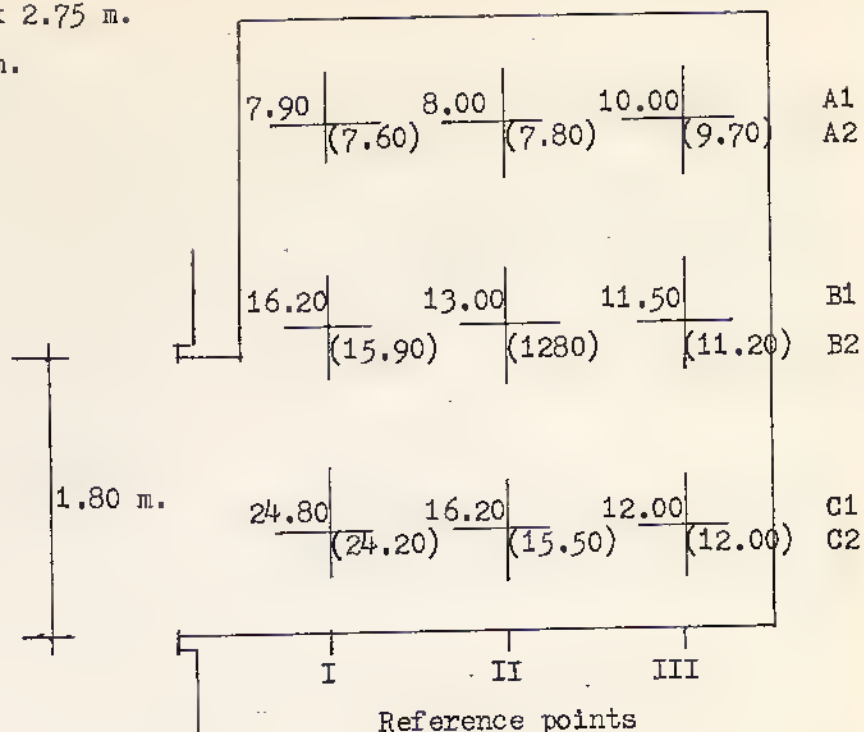 2.75 m.
7.90 8.00 10.00 A1
(7.60) (7.80) (9.70) A2
16.20 13.00 11.50 B1
(15.90) (1280) (11.20) B2
1.80 m.
24.80 16.20 12.00 C1
(24.20) (15.50) (12.00) C2
I II III
Reference points